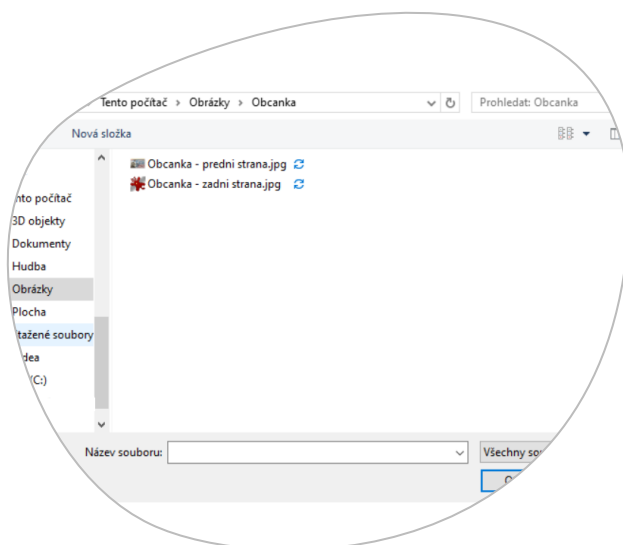 Tento počítač › Obrázky › Obcanka
Prohledat: Obcanka
Nová složka
Obcanka - predni strana.jpg
Obcanka - zadni strana.jpg
nto počítač
3D objekty
Dokumenty
Hudba
Obrázky
Plocha
tažené soubory
dea
(C:)
Název souboru:
Všechny sou